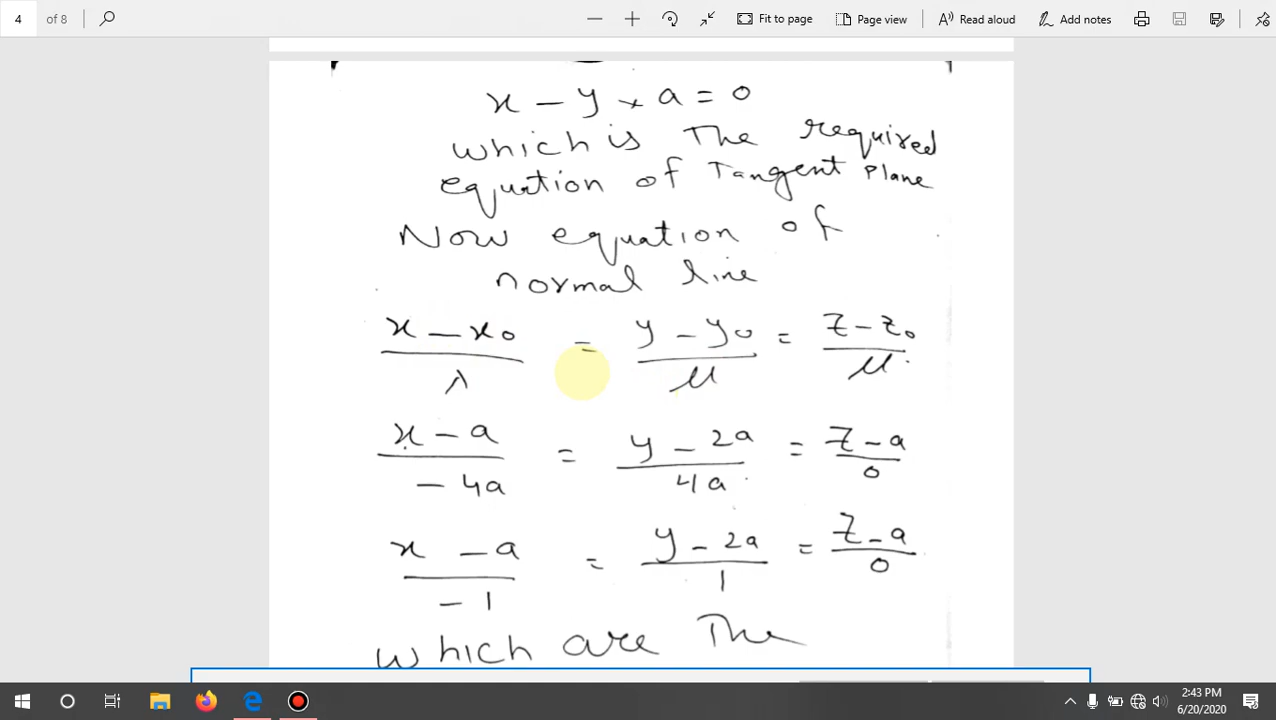 4 of 8 Fit to page Page view Read aloud Add notes
x - y + a = 0
which is The required
equation of Tangent Plane
Now equation of
normal line
x - x₀ / λ = y - y₀ / μ = z - z₀ / μ
x - a / - 4a = y - 2a / 4a = z - a / 0
x - a / - 1 = y - 2a / 1 = z - a / 0
which are The
2:43 PM
6/20/2020